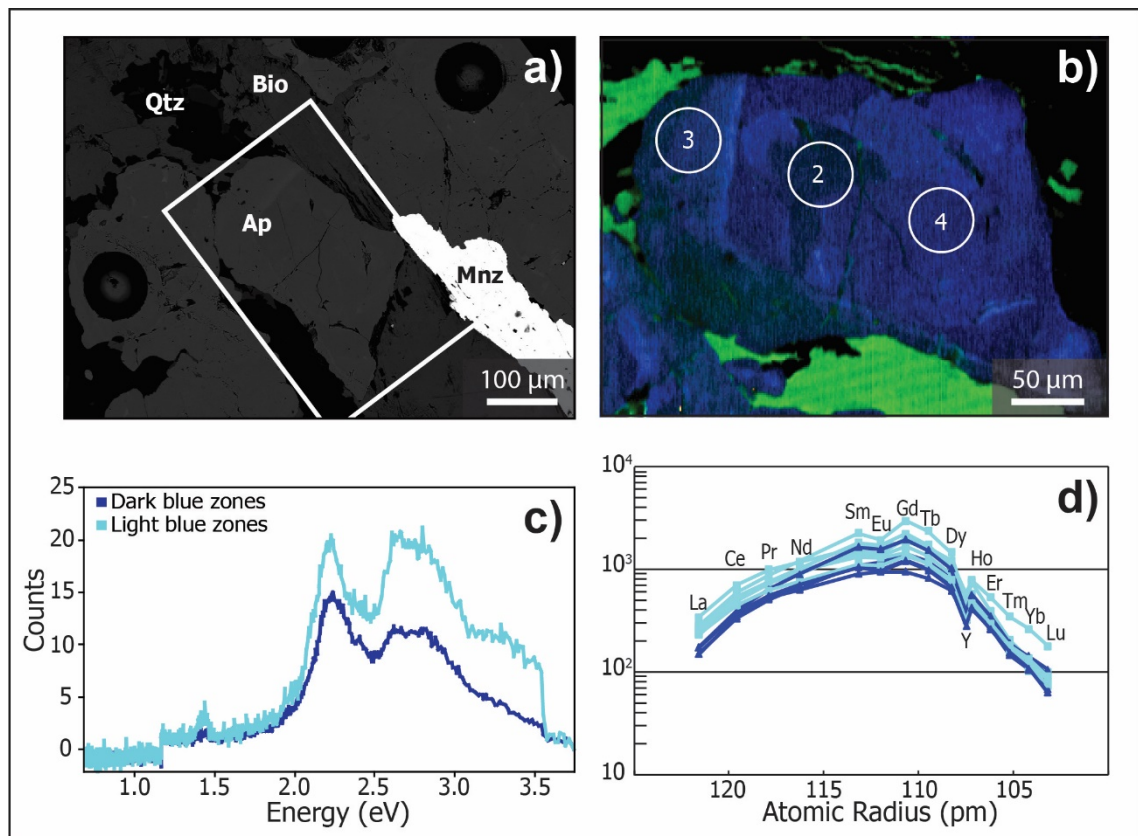 a)
Qtz
Bio
Ap
Mnz
100 μm
b)
3
2
4
50 μm
c)
25
20
15
10
5
0
Counts
Dark blue zones
Light blue zones
1.0 1.5 2.0 2.5 3.0 3.5
Energy (eV)
d)
10⁴
10³
10²
10
La
Ce
Pr
Nd
Sm
Eu
Gd
Tb
Dy
Y
Ho
Er
Tm
Yb
Lu
120 115 110 105
Atomic Radius (pm)